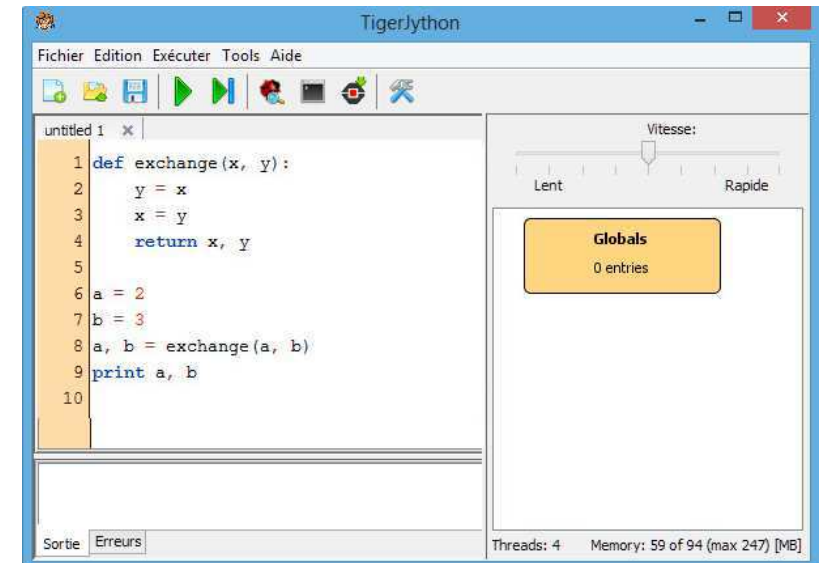 TigerJython
Fichier Edition Exécuter Tools Aide
untitled 1
1 def exchange(x, y):
2     y = x
3     x = y
4     return x, y
5
6 a = 2
7 b = 3
8 a, b = exchange(a, b)
9 print a, b
10
Sortie Erreurs
Vitesse:
Lent Rapide
Globals
0 entries
Threads: 4 Memory: 59 of 94 (max 247) [MB]